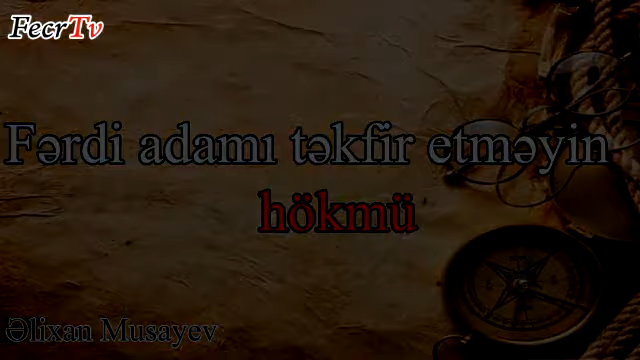 FecrTv
Fərdi adamı təkfir etməyin
hökmü
Əlixan Musayev